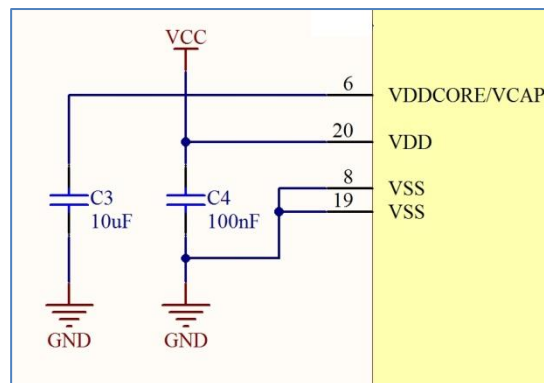 VCC
6 VDDCORE/VCAP
20 VDD
8 VSS
19 VSS
C3
10uF
C4
100nF
GND
GND